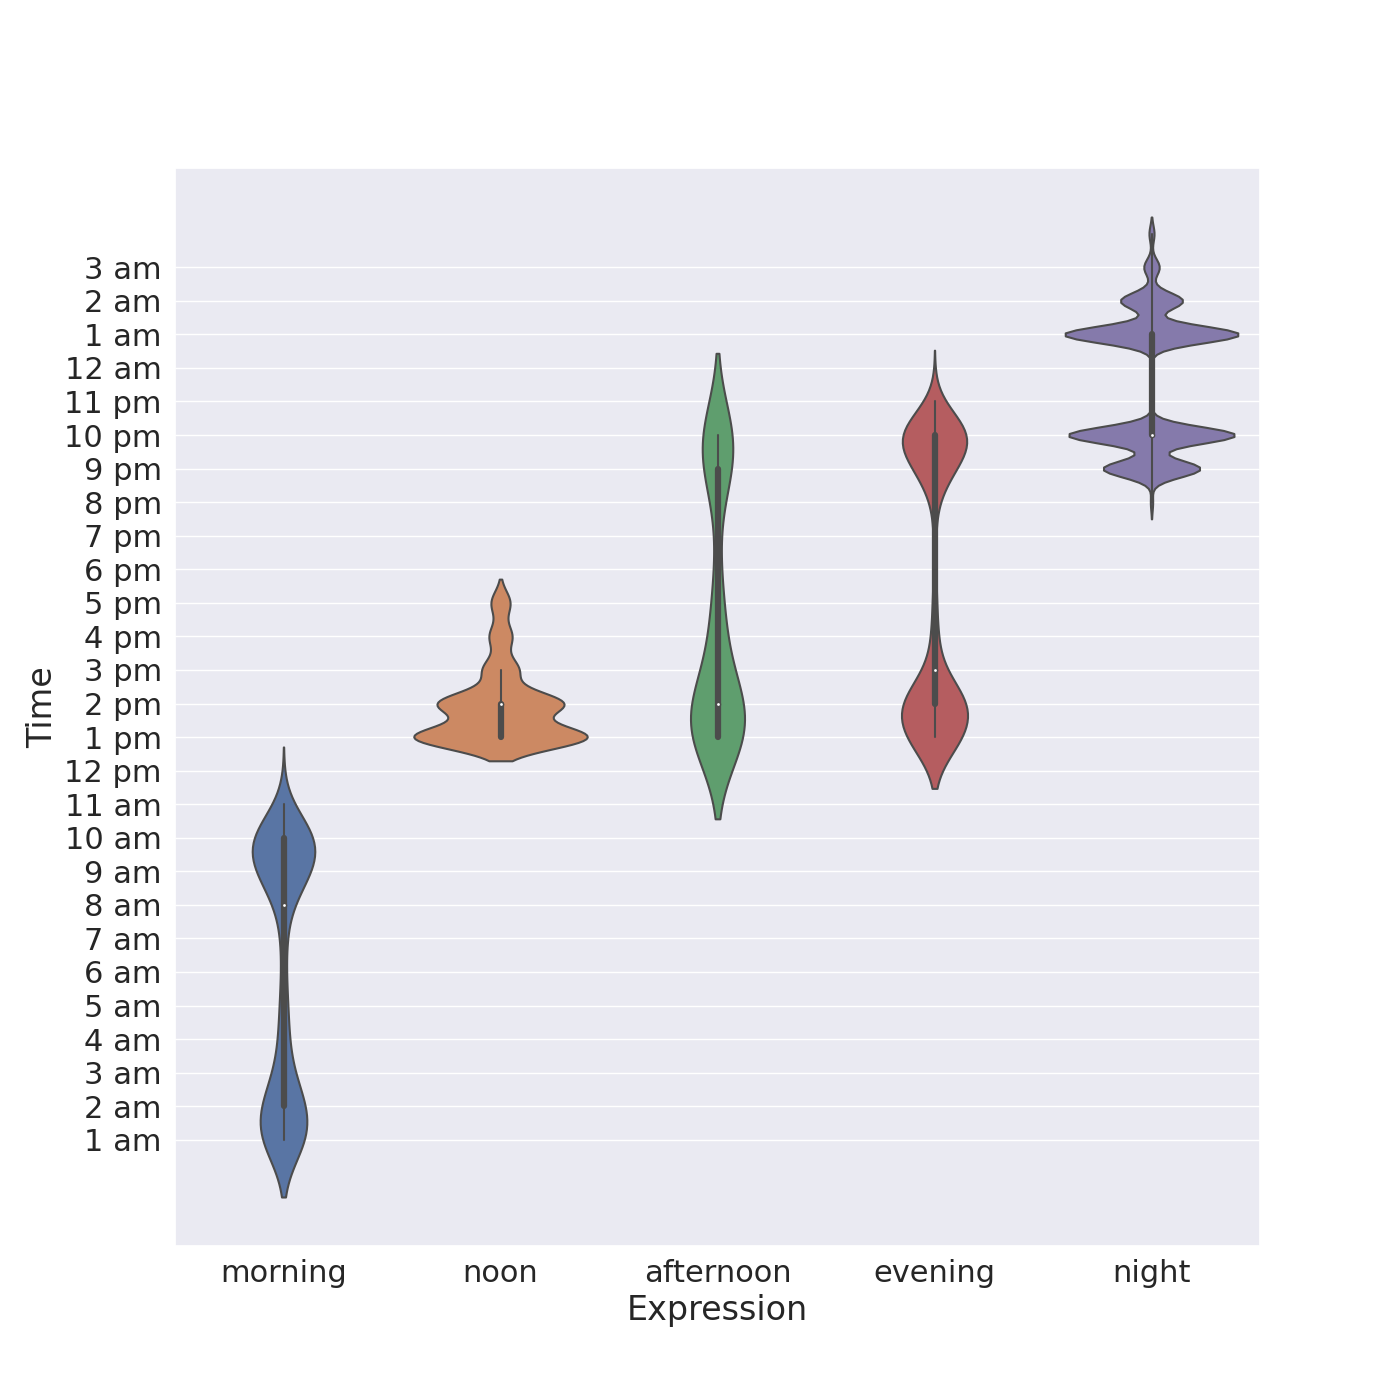 3 am
2 am
1 am
12 am
11 pm
10 pm
9 pm
8 pm
7 pm
6 pm
5 pm
4 pm
3 pm
2 pm
1 pm
12 pm
11 am
10 am
9 am
8 am
7 am
6 am
5 am
4 am
3 am
2 am
1 am
Time
morning noon afternoon evening night
Expression